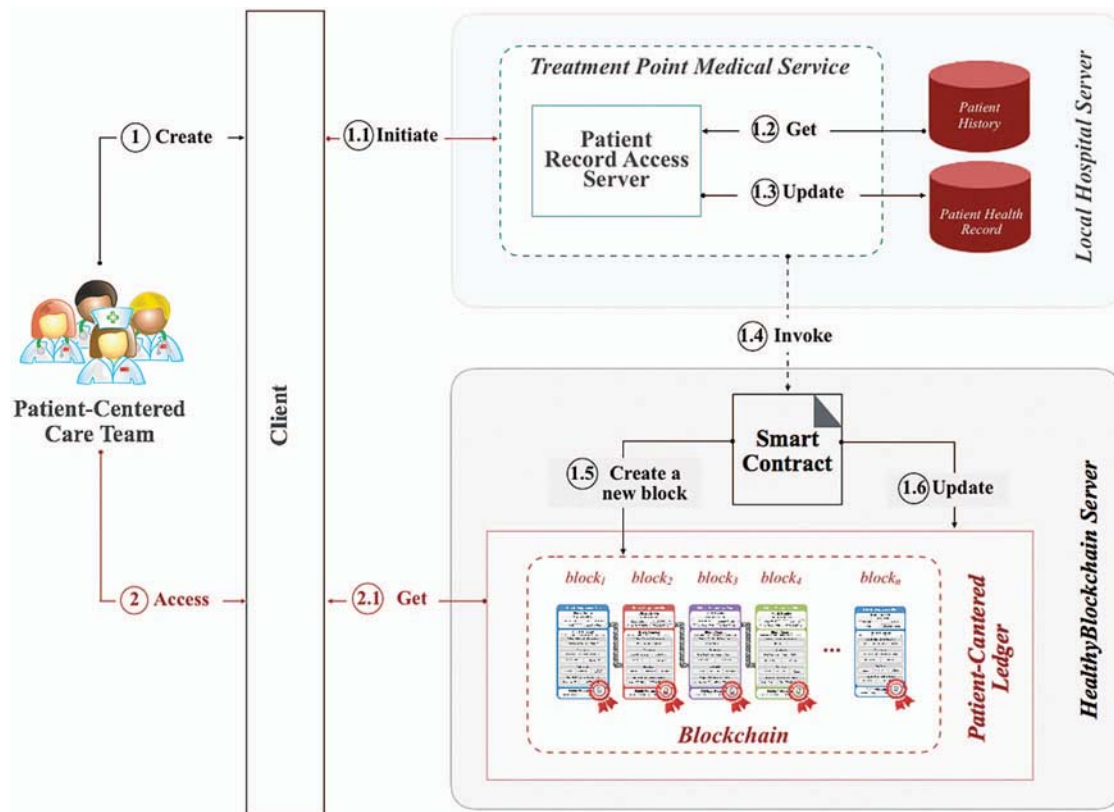 Treatment Point Medical Service
Patient
Record Access
Server
1.2 Get
1.3 Update
Patient
History
Patient Health
Record
Local Hospital Server
1 Create
1.1 Initiate
Patient-Centered
Care Team
Client
1.4 Invoke
Smart
Contract
1.5 Create a
new block
1.6 Update
2 Access
2.1 Get
block1 block2 block3 block4 blockn
...
Blockchain
Patient-Cantered
Ledger
HealthyBlockchain Server